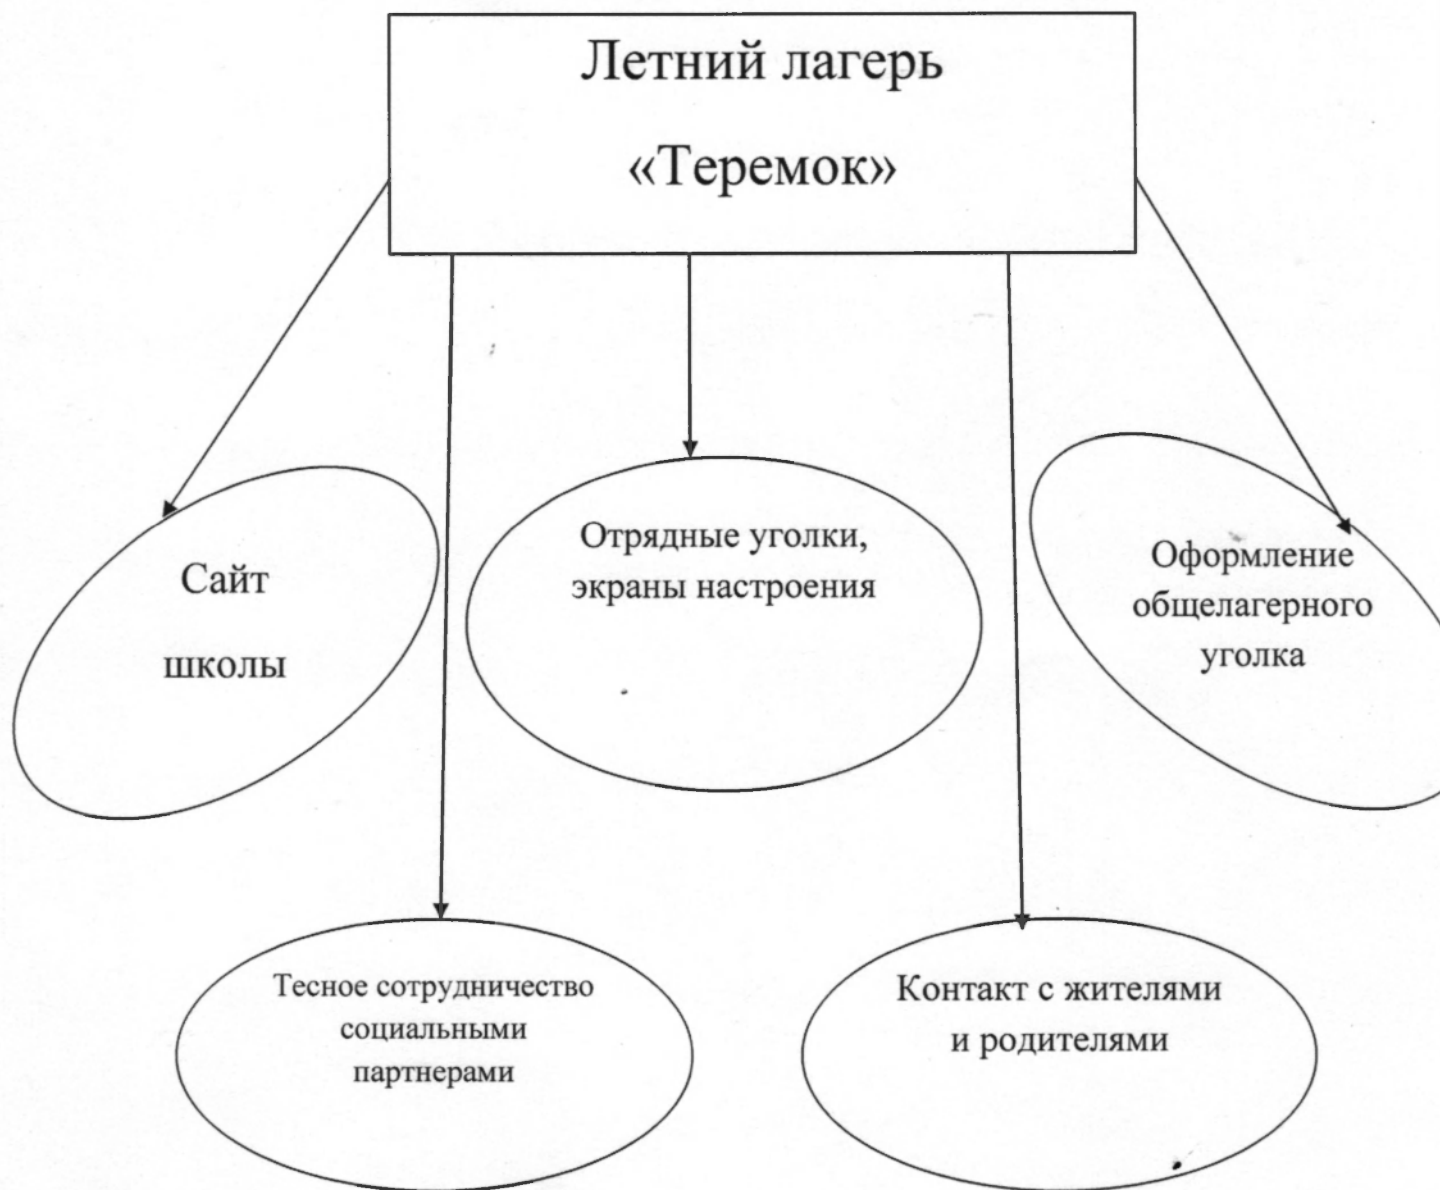 Летний лагерь
«Теремок»
Сайт
школы
Отрядные уголки,
экраны настроения
Оформление
общелагерного
уголка
Тесное сотрудничество
социальными
партнерами
Контакт с жителями
и родителями